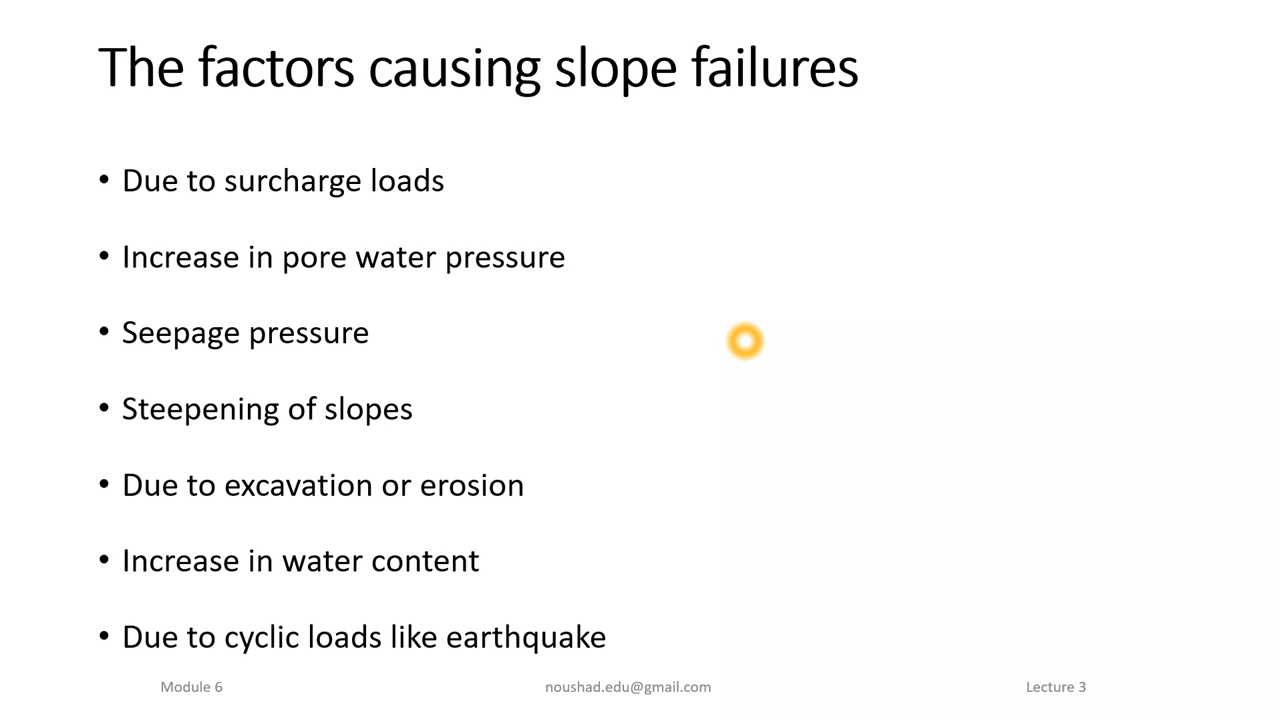 The factors causing slope failures
• Due to surcharge loads
• Increase in pore water pressure
• Seepage pressure
• Steepening of slopes
• Due to excavation or erosion
• Increase in water content
• Due to cyclic loads like earthquake
Module 6 noushad.edu@gmail.com Lecture 3